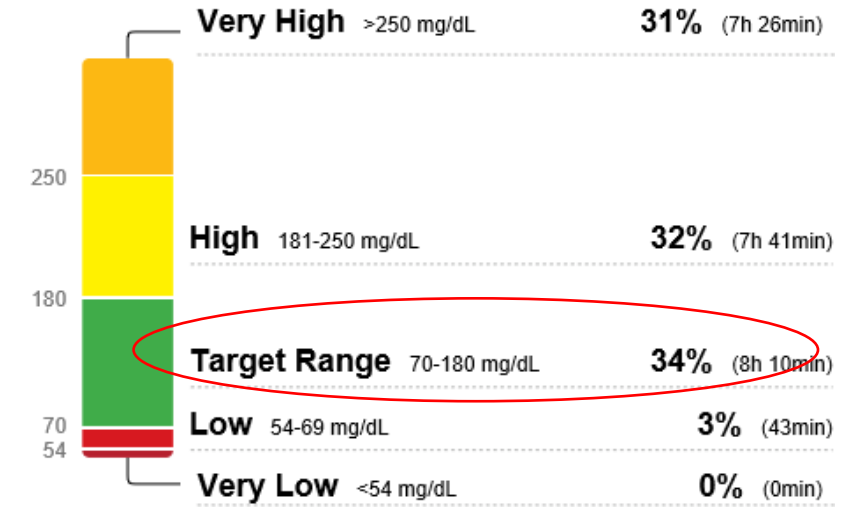 Very High >250 mg/dL 31% (7h 26min)
250
High 181-250 mg/dL 32% (7h 41min)
180
Target Range 70-180 mg/dL 34% (8h 10min)
70
Low 54-69 mg/dL 3% (43min)
54
Very Low <54 mg/dL 0% (0min)